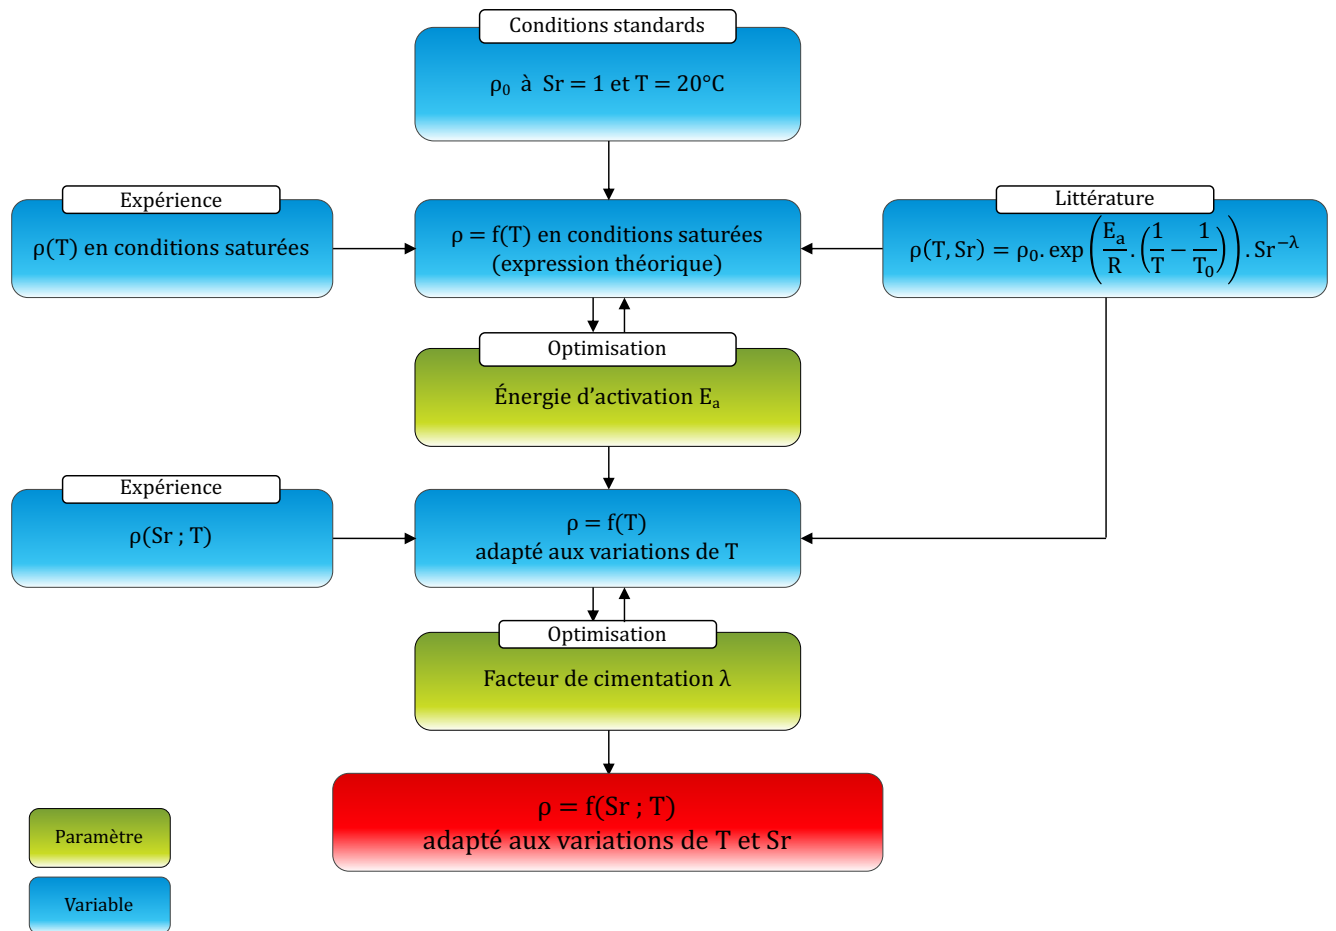 Conditions standards
ρ₀ à Sr = 1 et T = 20°C
Expérience
ρ(T) en conditions saturées
ρ = f(T) en conditions saturées
(expression théorique)
Littérature
ρ(T, Sr) = ρ₀. exp (Eₐ/R . (1/T − 1/T₀)) . Sr^−λ
Optimisation
Énergie d’activation Eₐ
Expérience
ρ(Sr ; T)
ρ = f(T)
adapté aux variations de T
Optimisation
Facteur de cimentation λ
ρ = f(Sr ; T)
adapté aux variations de T et Sr
Paramètre
Variable